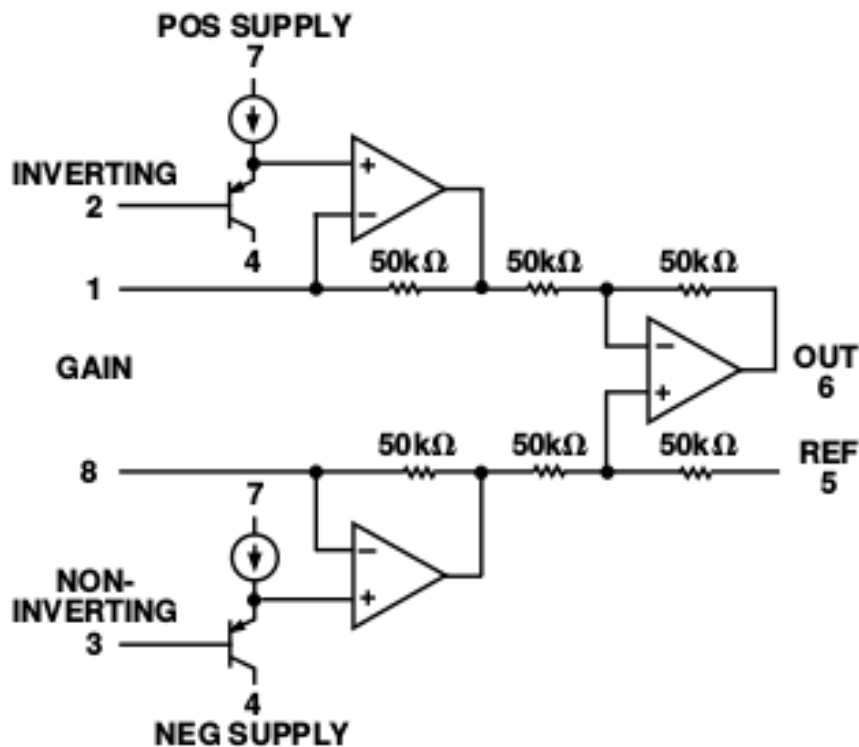 POS SUPPLY
7
+
INVERTING
2
−
4
50kΩ 50kΩ 50kΩ
1
−
OUT
GAIN
6
+
50kΩ 50kΩ 50kΩ
REF
8
5
7
−
NON-
INVERTING
+
3
4
NEG SUPPLY